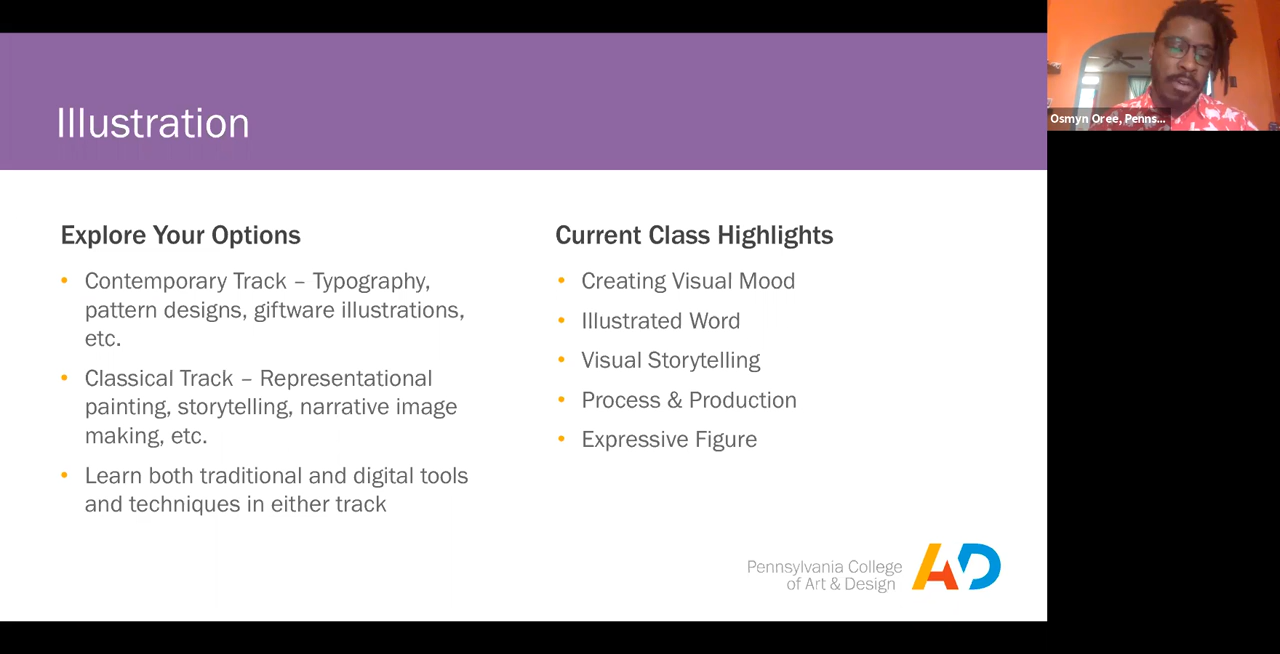 Illustration
Explore Your Options
• Contemporary Track – Typography,
pattern designs, giftware illustrations,
etc.
• Classical Track – Representational
painting, storytelling, narrative image
making, etc.
• Learn both traditional and digital tools
and techniques in either track
Current Class Highlights
• Creating Visual Mood
• Illustrated Word
• Visual Storytelling
• Process & Production
• Expressive Figure
Pennsylvania College
of Art & Design
AD
Osmyn Oree, Penns...